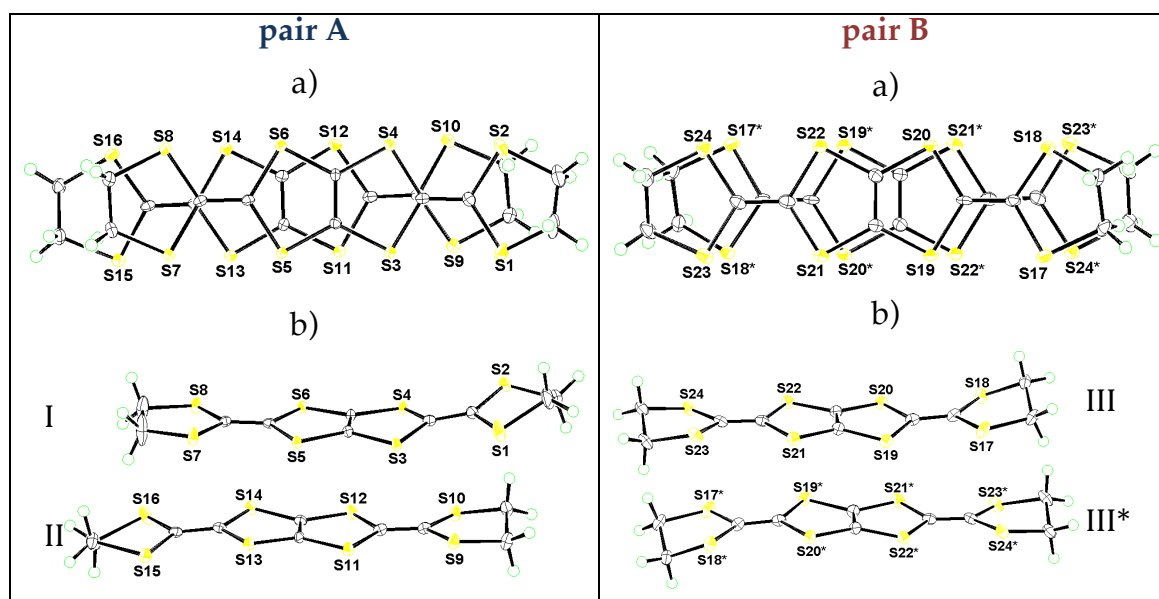 pair A
a)
S16 S8 S14 S6 S12 S4 S10 S2
S15 S7 S13 S5 S11 S3 S9 S1
b)
I
S8 S6 S4 S2
S7 S5 S3 S1
II
S16 S14 S12 S10
S15 S13 S11 S9
pair B
a)
S24 S17* S22 S19* S20 S21* S18 S23*
S23 S18* S21 S20* S19 S22* S17 S24*
b)
S24 S22 S20 S18
III
S23 S21 S19 S17
S17* S19* S21* S23*
III*
S18* S20* S22* S24*